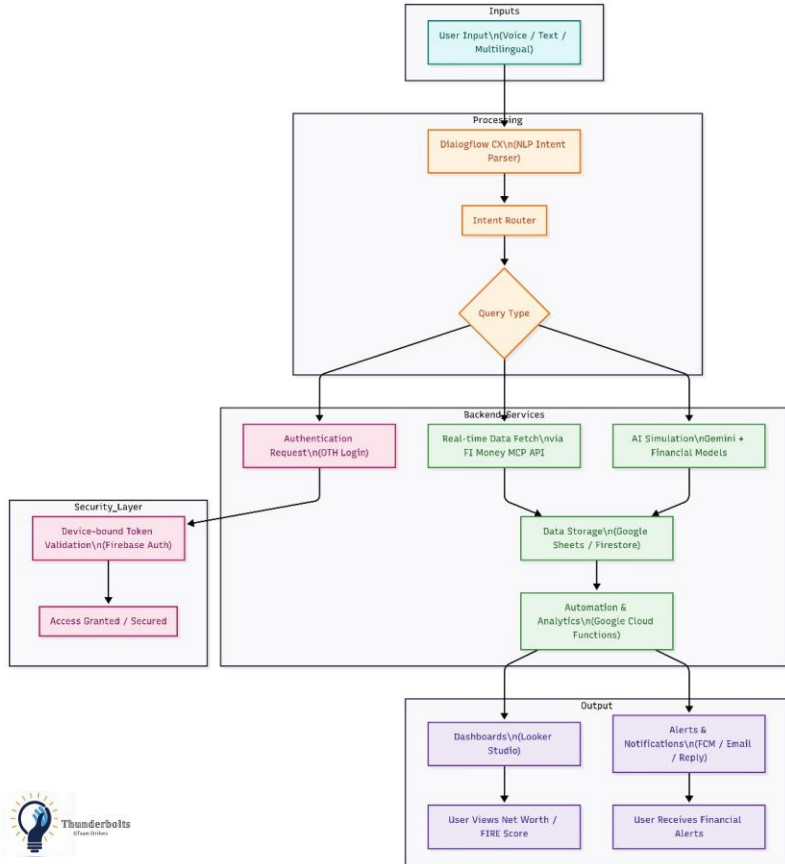 Inputs
User Input\n(Voice / Text /
Multilingual)
Processing
Dialogflow CX\n(NLP Intent
Parser)
Intent Router
Query Type
Backend_Services
Authentication
Request\n(OTH Login)
Real-time Data Fetch\nvia
FI Money MCP API
AI Simulation\nGemini +
Financial Models
Security_Layer
Device-bound Token
Validation\n(Firebase Auth)
Data Storage\n(Google
Sheets / Firestore)
Access Granted / Secured
Automation &
Analytics\n(Google Cloud
Functions)
Output
Dashboards\n(Looker
Studio)
Alerts &
Notifications\n(FCM / Email
/ Reply)
User Views Net Worth /
FIRE Score
User Receives Financial
Alerts
Thunderbolts